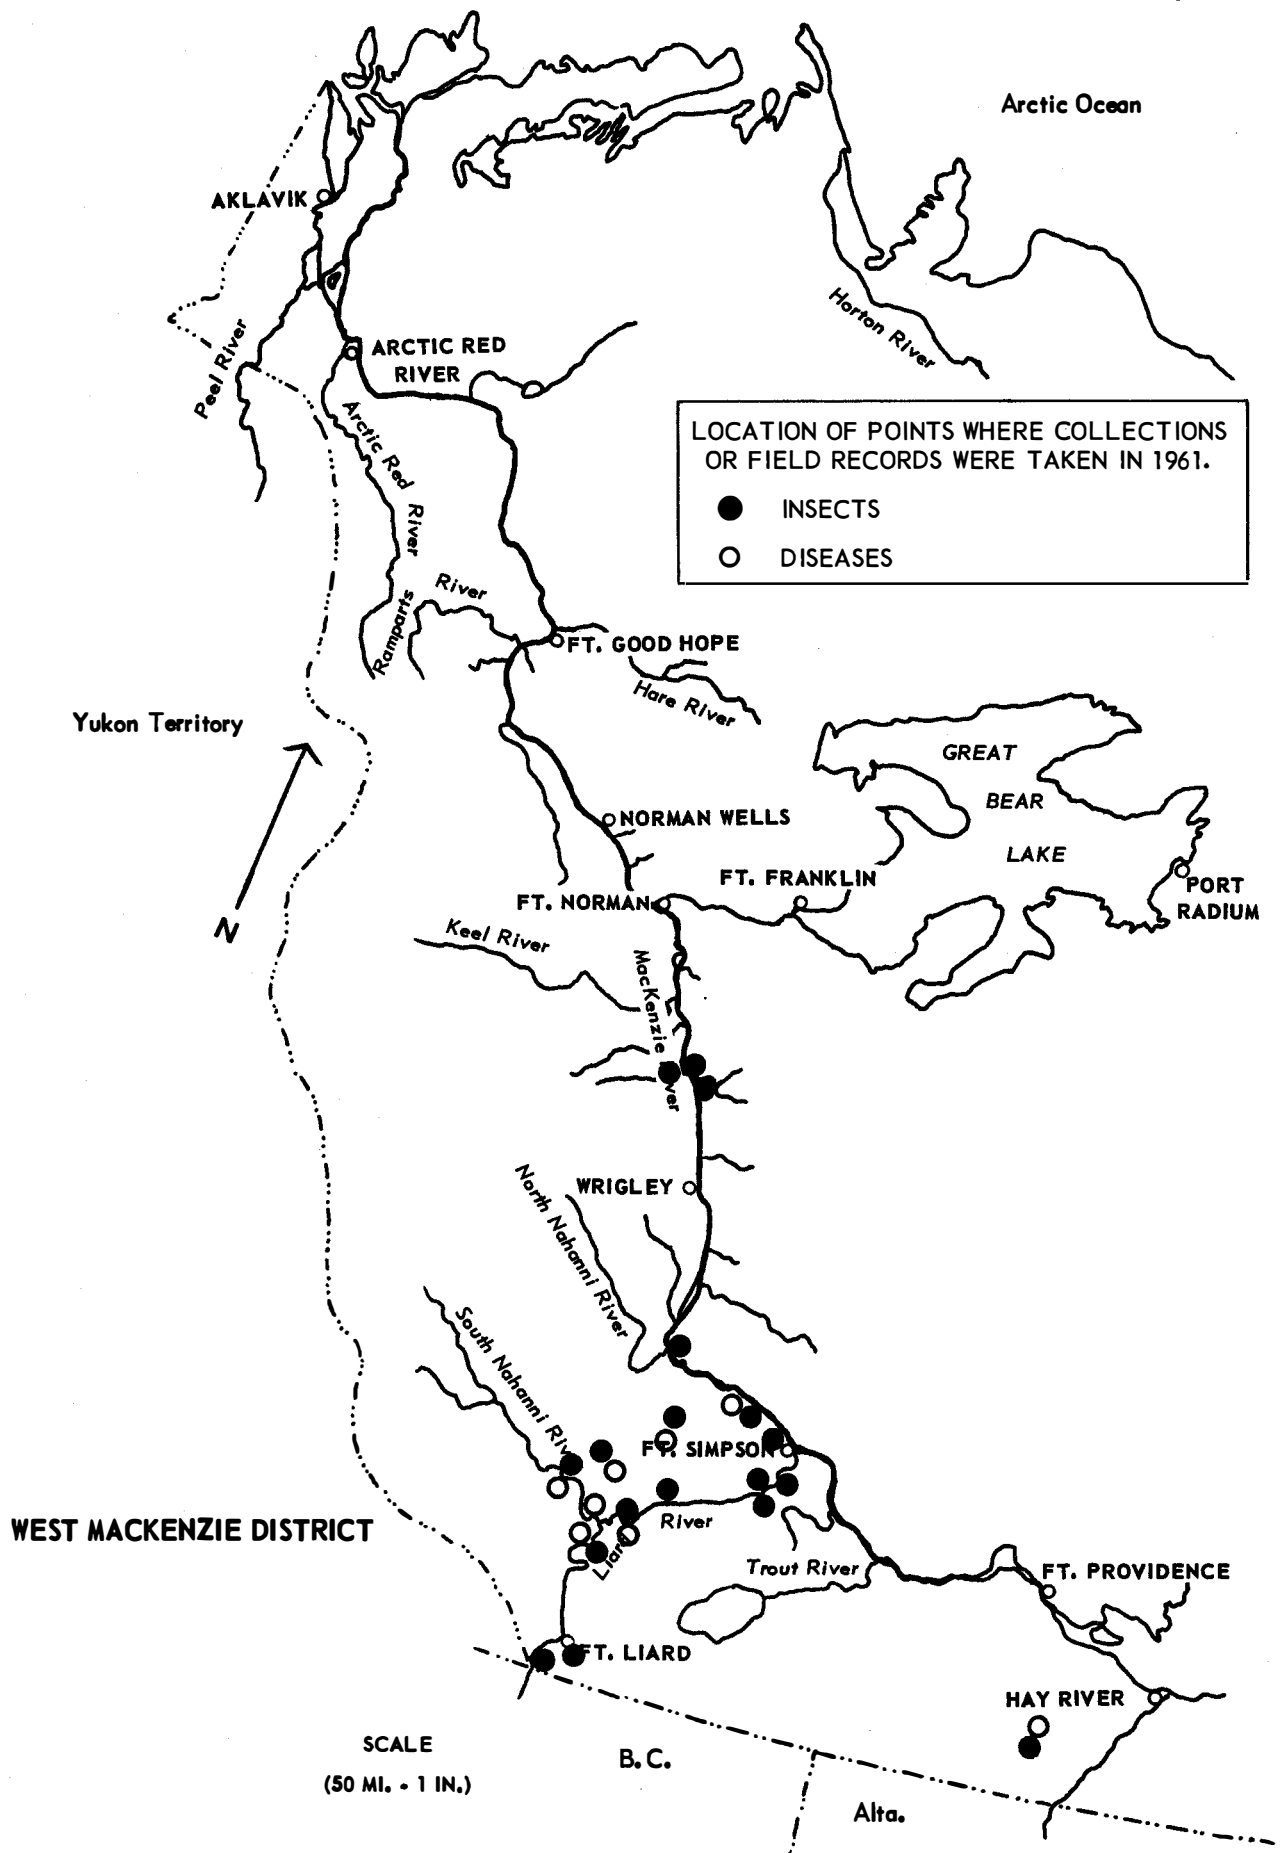 Arctic Ocean
AKLAVIK
Horton River
Peel River
ARCTIC RED
RIVER
Arctic Red River
LOCATION OF POINTS WHERE COLLECTIONS
OR FIELD RECORDS WERE TAKEN IN 1961.
INSECTS
DISEASES
Ramparts River
FT. GOOD HOPE
Hare River
Yukon Territory
N
GREAT
BEAR
LAKE
NORMAN WELLS
FT. FRANKLIN
PORT
RADIUM
FT. NORMAN
Keel River
MacKenzie River
WRIGLEY
North Nahanni River
South Nahanni River
FT. SIMPSON
WEST MACKENZIE DISTRICT
Liard River
Trout River
FT. PROVIDENCE
FT. LIARD
HAY RIVER
SCALE
(50 MI. - 1 IN.)
B.C.
Alta.